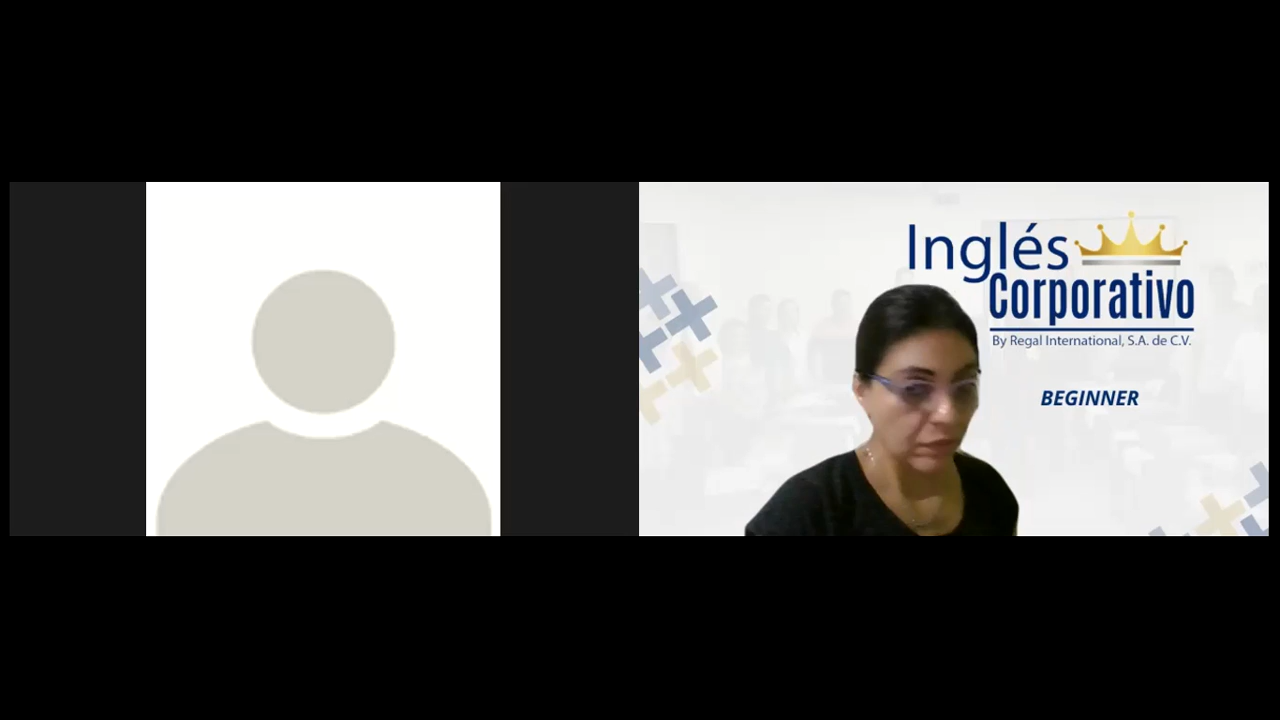 Inglés
Corporativo
By Regal International, S.A. de C.V.
BEGINNER